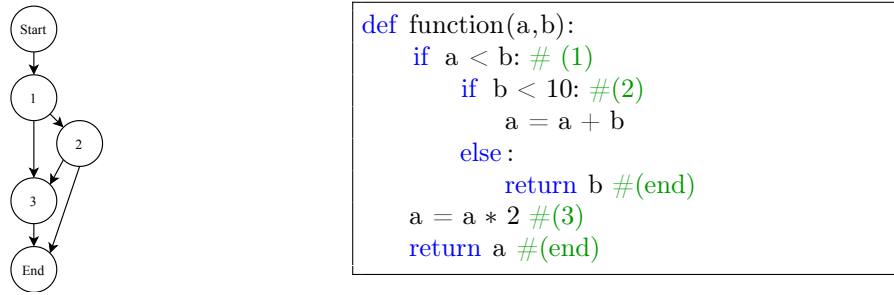 Start
1
2
3
End
def function(a,b):
    if a < b: # (1)
        if b < 10: #(2)
            a = a + b
        else:
            return b #(end)
    a = a * 2 #(3)
    return a #(end)